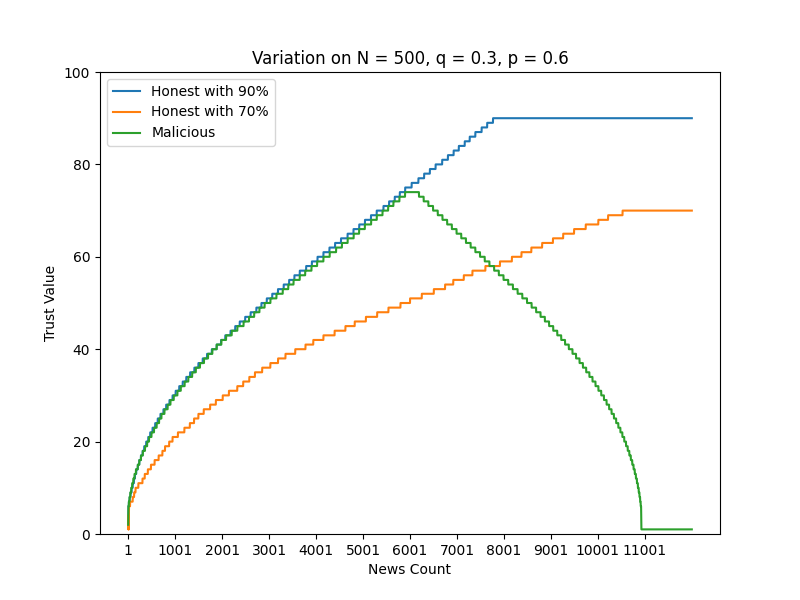 Variation on N = 500, q = 0.3, p = 0.6
100
Honest with 90%
Honest with 70%
Malicious
80
60
Trust Value
40
20
0
1 1001 2001 3001 4001 5001 6001 7001 8001 9001 10001 11001
News Count